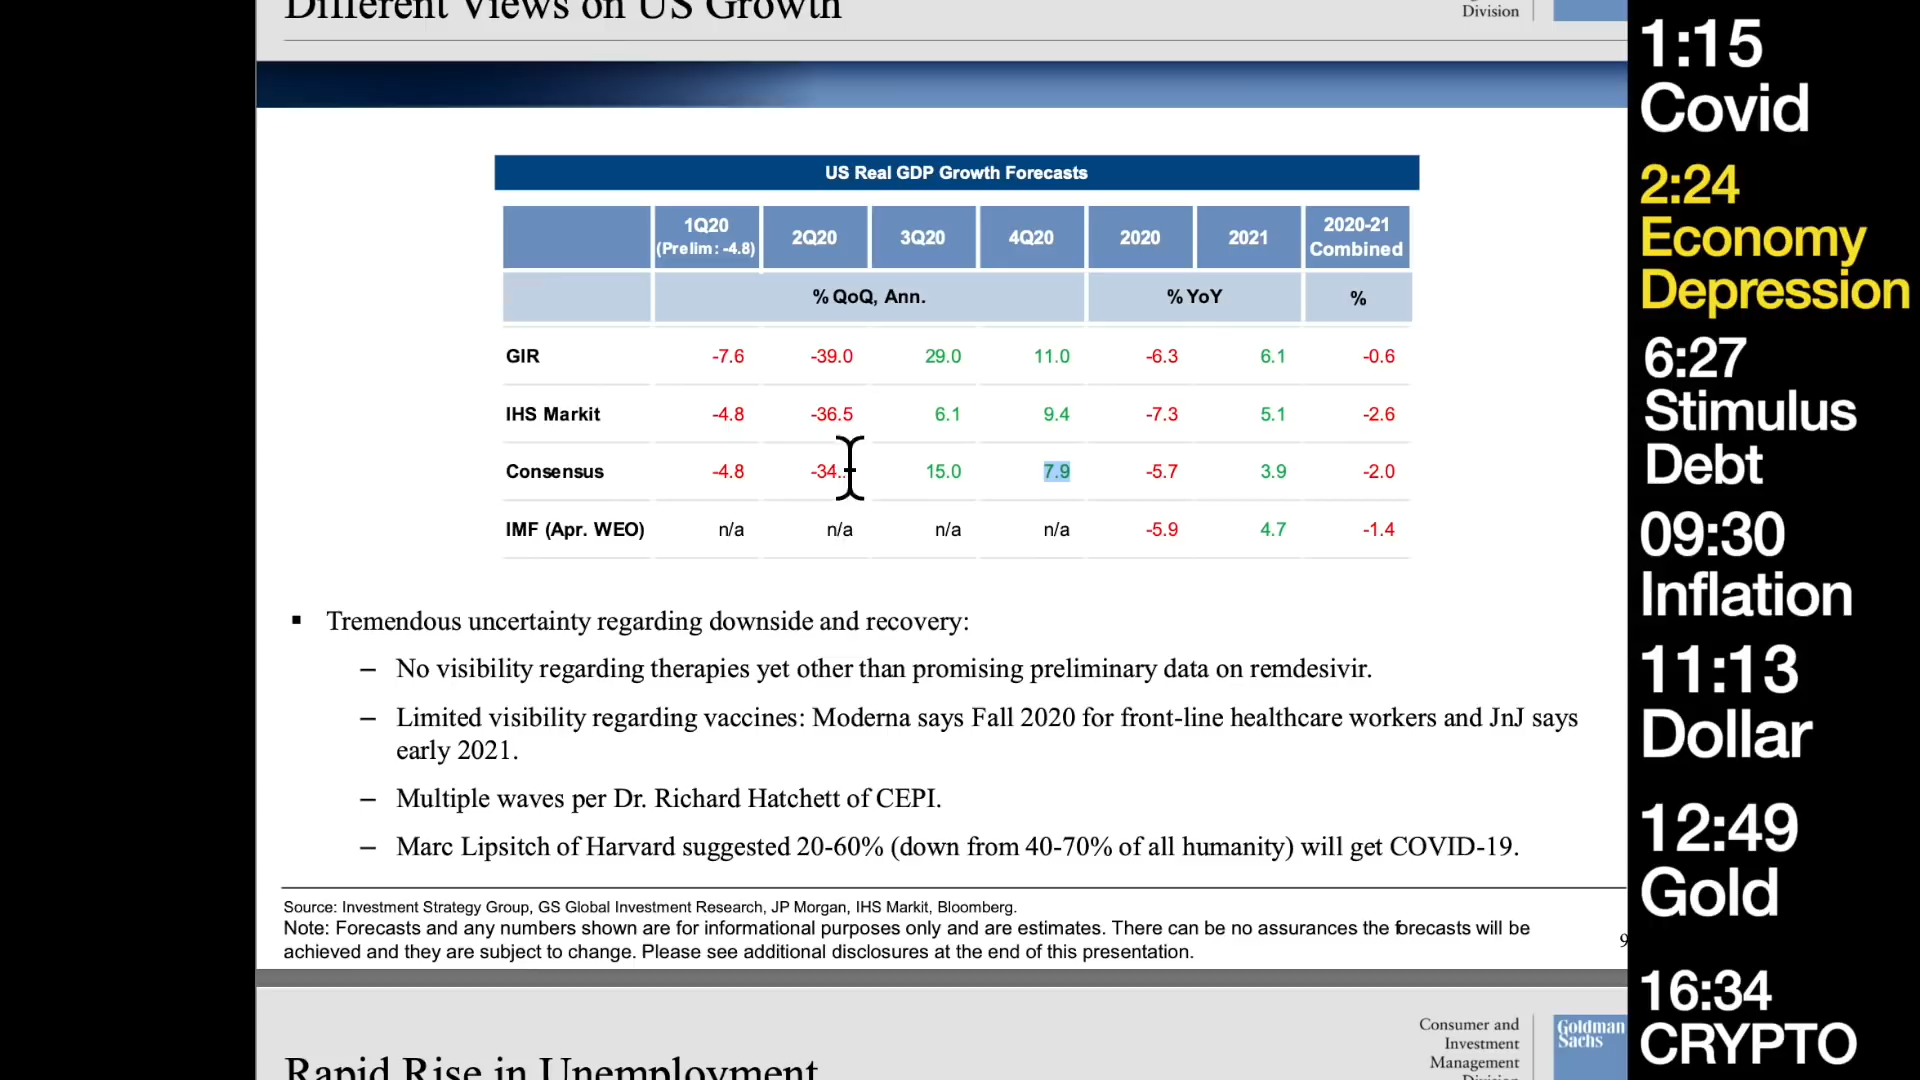 Different Views on US Growth
Division
US Real GDP Growth Forecasts
1Q20 (Prelim: -4.8) 2Q20 3Q20 4Q20 2020 2021 2020-21 Combined
% QoQ, Ann. % YoY %
GIR -7.6 -39.0 29.0 11.0 -6.3 6.1 -0.6
IHS Markit -4.8 -36.5 6.1 9.4 -7.3 5.1 -2.6
Consensus -4.8 -34. 15.0 7.9 -5.7 3.9 -2.0
IMF (Apr. WEO) n/a n/a n/a n/a -5.9 4.7 -1.4
▪ Tremendous uncertainty regarding downside and recovery:
– No visibility regarding therapies yet other than promising preliminary data on remdesivir.
– Limited visibility regarding vaccines: Moderna says Fall 2020 for front-line healthcare workers and JnJ says
early 2021.
– Multiple waves per Dr. Richard Hatchett of CEPI.
– Marc Lipsitch of Harvard suggested 20-60% (down from 40-70% of all humanity) will get COVID-19.
Source: Investment Strategy Group, GS Global Investment Research, JP Morgan, IHS Markit, Bloomberg.
Note: Forecasts and any numbers shown are for informational purposes only and are estimates. There can be no assurances the forecasts will be
achieved and they are subject to change. Please see additional disclosures at the end of this presentation.
9
Consumer and
Investment
Management
Division
Goldman
Sachs
Rapid Rise in Unemployment
1:15
Covid
2:24
Economy
Depression
6:27
Stimulus
Debt
09:30
Inflation
11:13
Dollar
12:49
Gold
16:34
CRYPTO